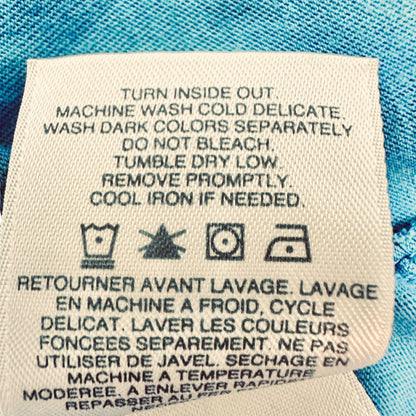 TURN INSIDE OUT.
MACHINE WASH COLD DELICATE.
WASH DARK COLORS SEPARATELY
DO NOT BLEACH.
TUMBLE DRY LOW.
REMOVE PROMPTLY.
COOL IRON IF NEEDED.
RETOURNER AVANT LAVAGE. LAVAGE
EN MACHINE A FROID, CYCLE
DELICAT. LAVER LES COULEURS
FONCEES SEPAREMENT. NE PAS
UTILISER DE JAVEL. SECHAGE EN
MACHINE A TEMPERATURE
MODEREE. A ENLEVER